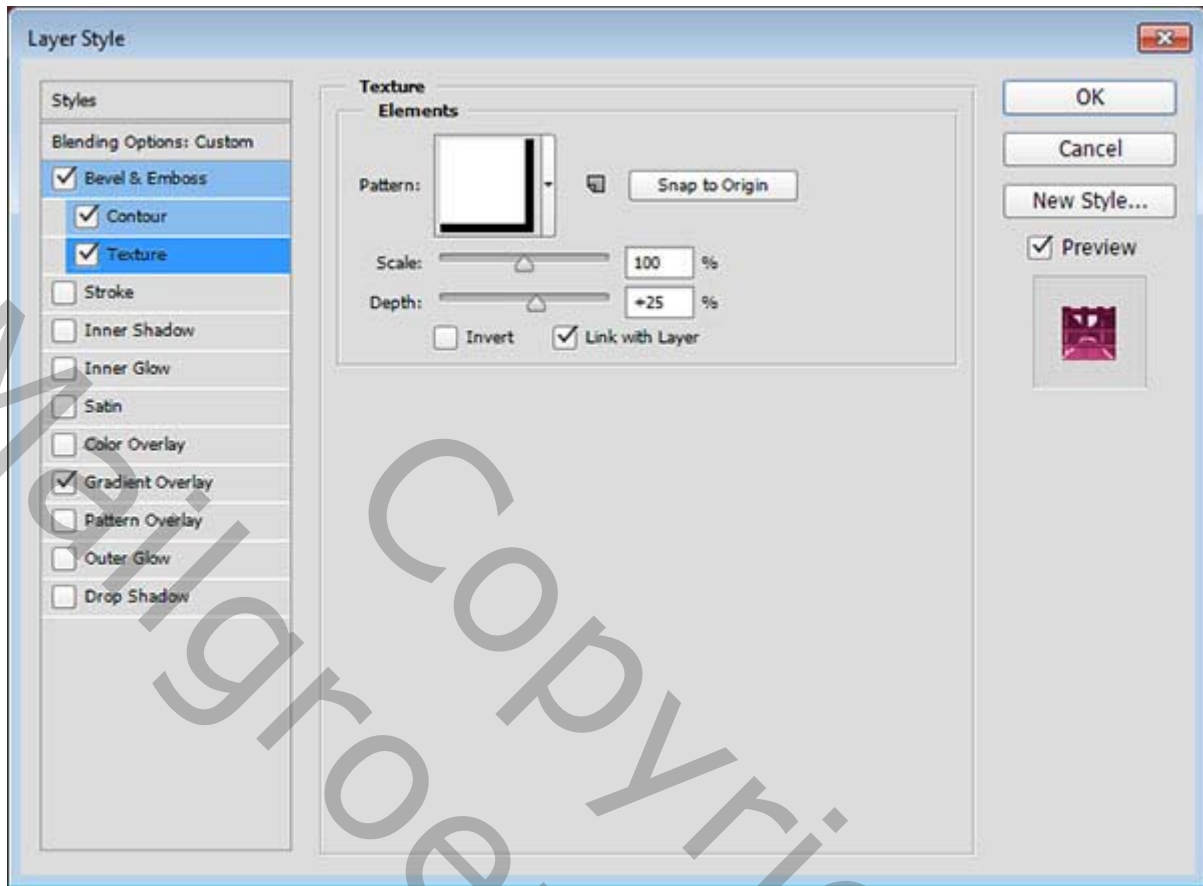 Layer Style
Styles
Blending Options: Custom
Bevel & Emboss
Contour
Texture
Stroke
Inner Shadow
Inner Glow
Satin
Color Overlay
Gradient Overlay
Pattern Overlay
Outer Glow
Drop Shadow
Texture
Elements
Pattern:
Snap to Origin
Scale: 100 %
Depth: +25 %
Invert Link with Layer
OK
Cancel
New Style...
Preview